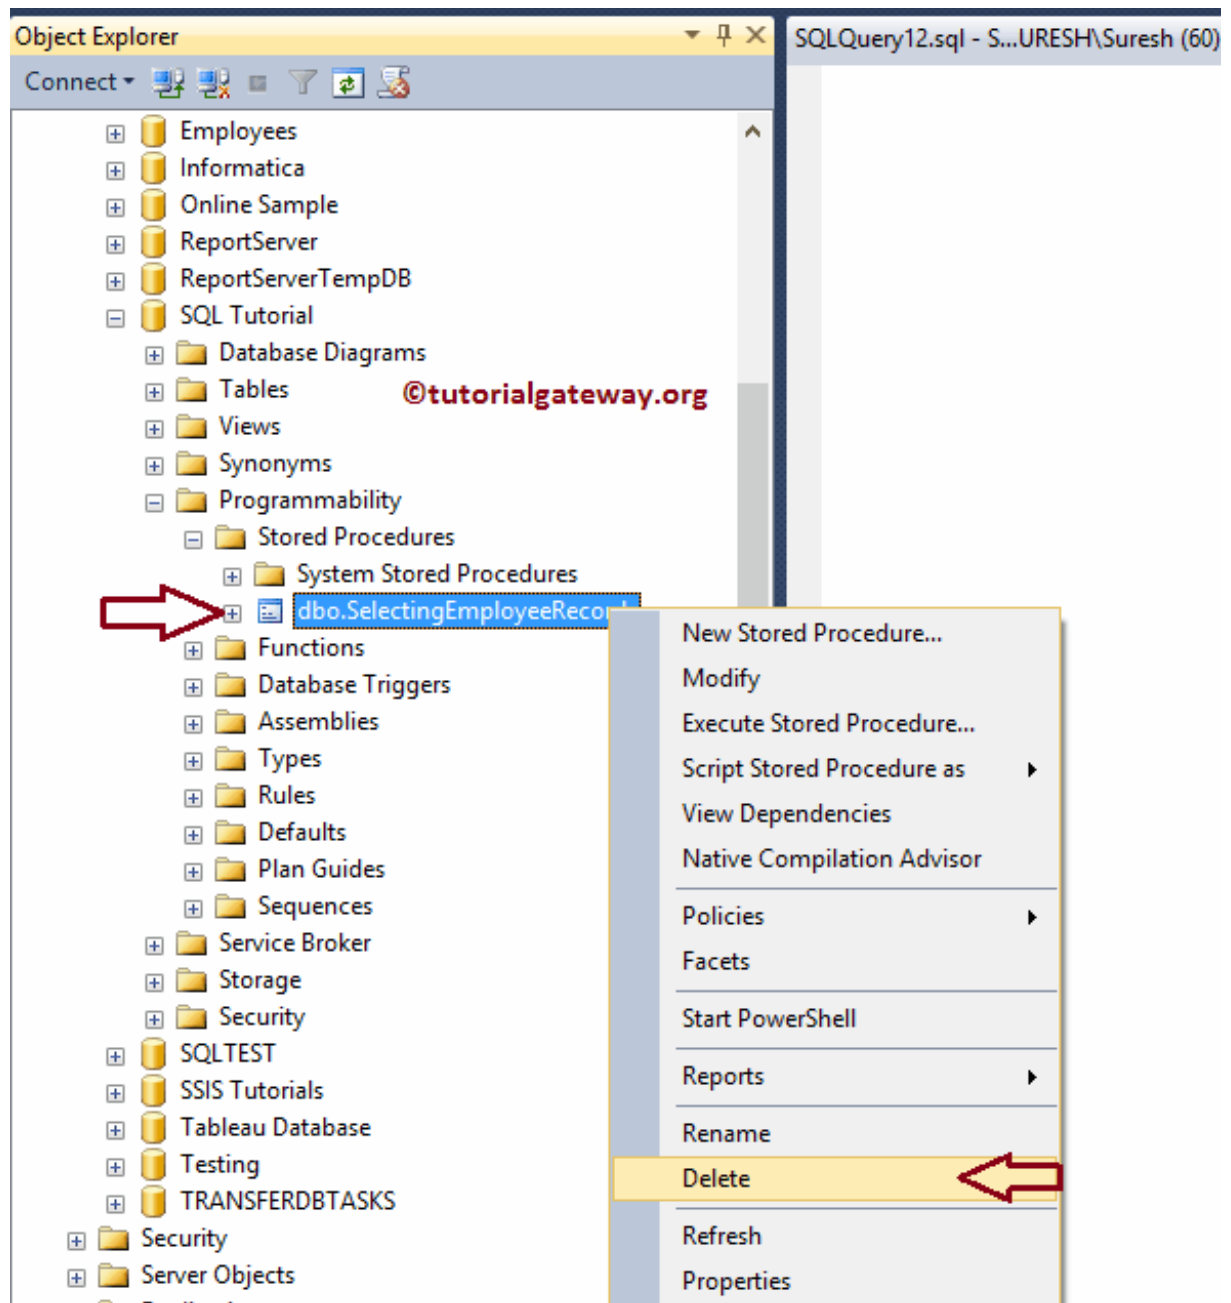 Object Explorer
SQLQuery12.sql - S...URESH\Suresh (60)
Connect
Employees
Informatica
Online Sample
ReportServer
ReportServerTempDB
SQL Tutorial
Database Diagrams
Tables
©tutorialgateway.org
Views
Synonyms
Programmability
Stored Procedures
System Stored Procedures
dbo.SelectingEmployeeRecord
Functions
Database Triggers
Assemblies
Types
Rules
Defaults
Plan Guides
Sequences
Service Broker
Storage
Security
SQLTEST
SSIS Tutorials
Tableau Database
Testing
TRANSFERDBTASKS
Security
Server Objects
New Stored Procedure...
Modify
Execute Stored Procedure...
Script Stored Procedure as
View Dependencies
Native Compilation Advisor
Policies
Facets
Start PowerShell
Reports
Rename
Delete
Refresh
Properties